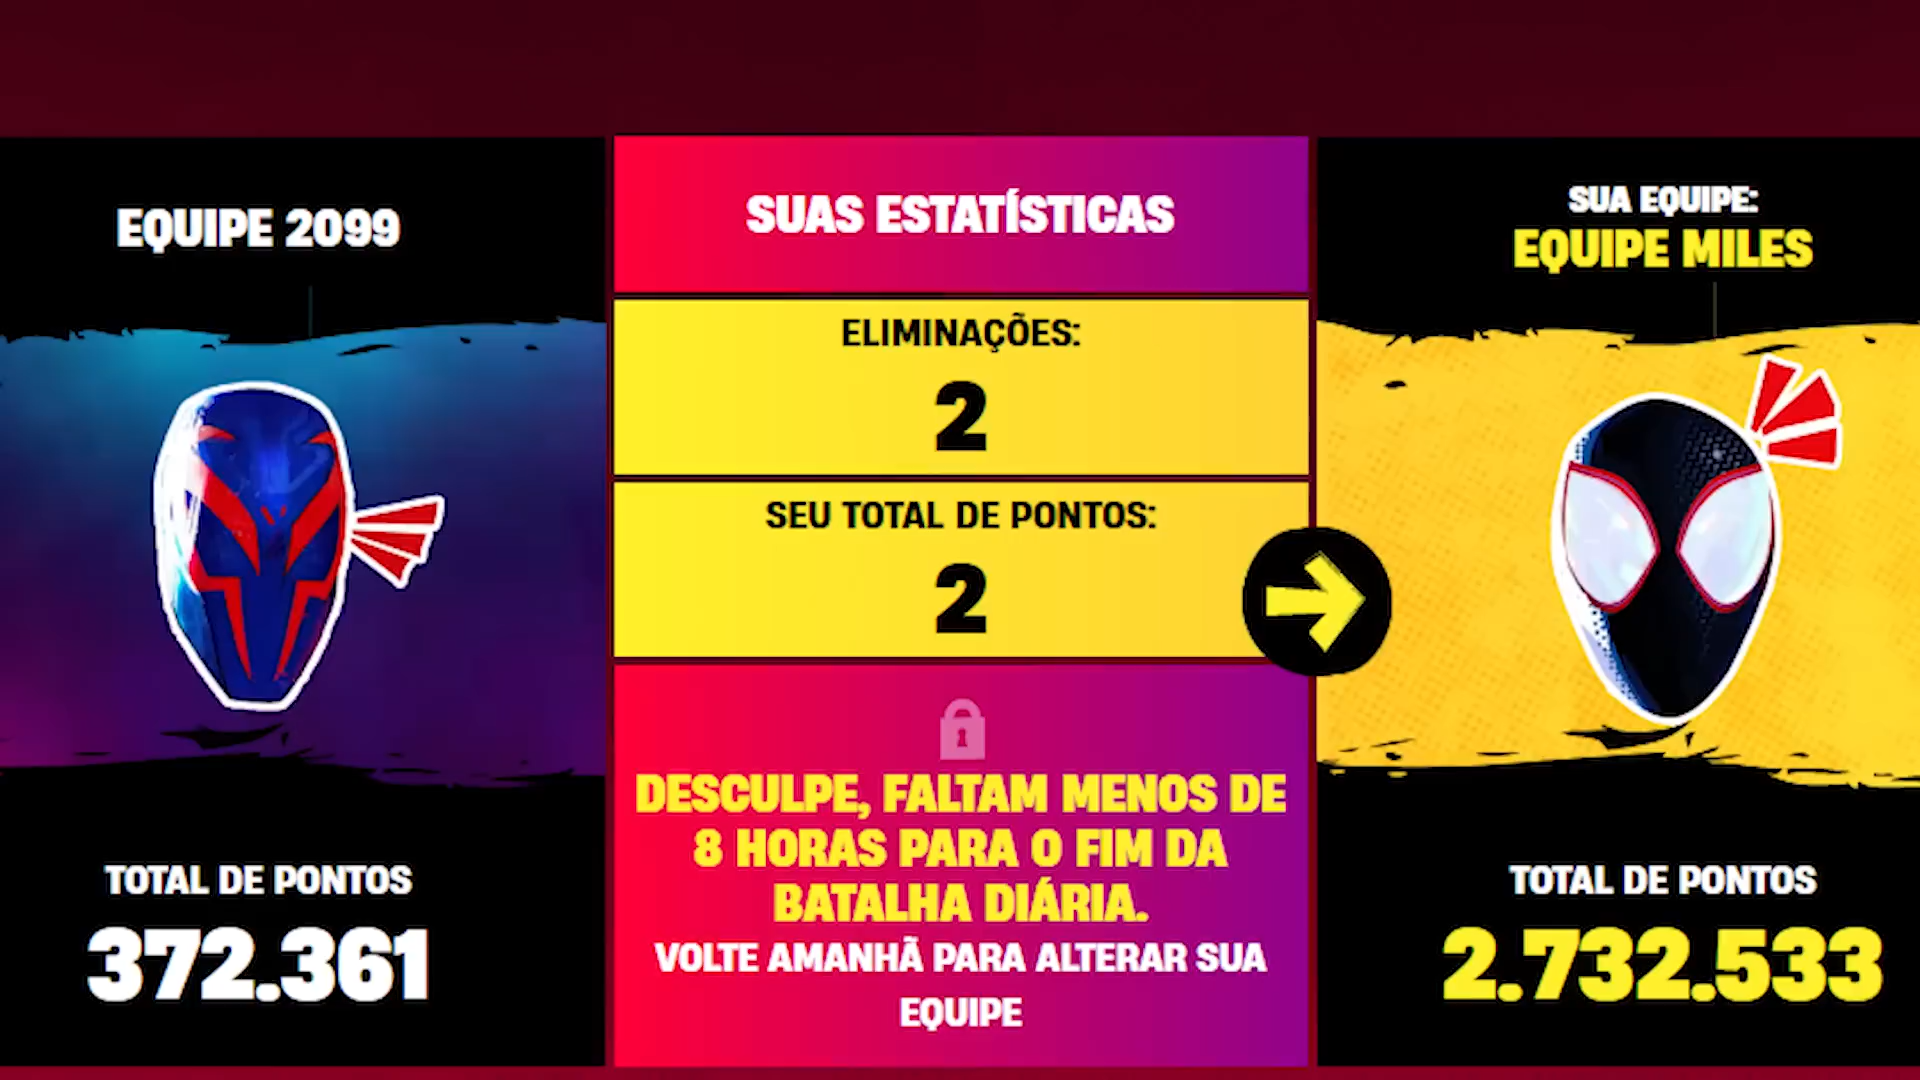 EQUIPE 2099
TOTAL DE PONTOS
372.361
SUAS ESTATÍSTICAS
ELIMINAÇÕES:
2
SEU TOTAL DE PONTOS:
2
DESCULPE, FALTAM MENOS DE
8 HORAS PARA O FIM DA
BATALHA DIÁRIA.
VOLTE AMANHÃ PARA ALTERAR SUA
EQUIPE
SUA EQUIPE:
EQUIPE MILES
TOTAL DE PONTOS
2.732.533